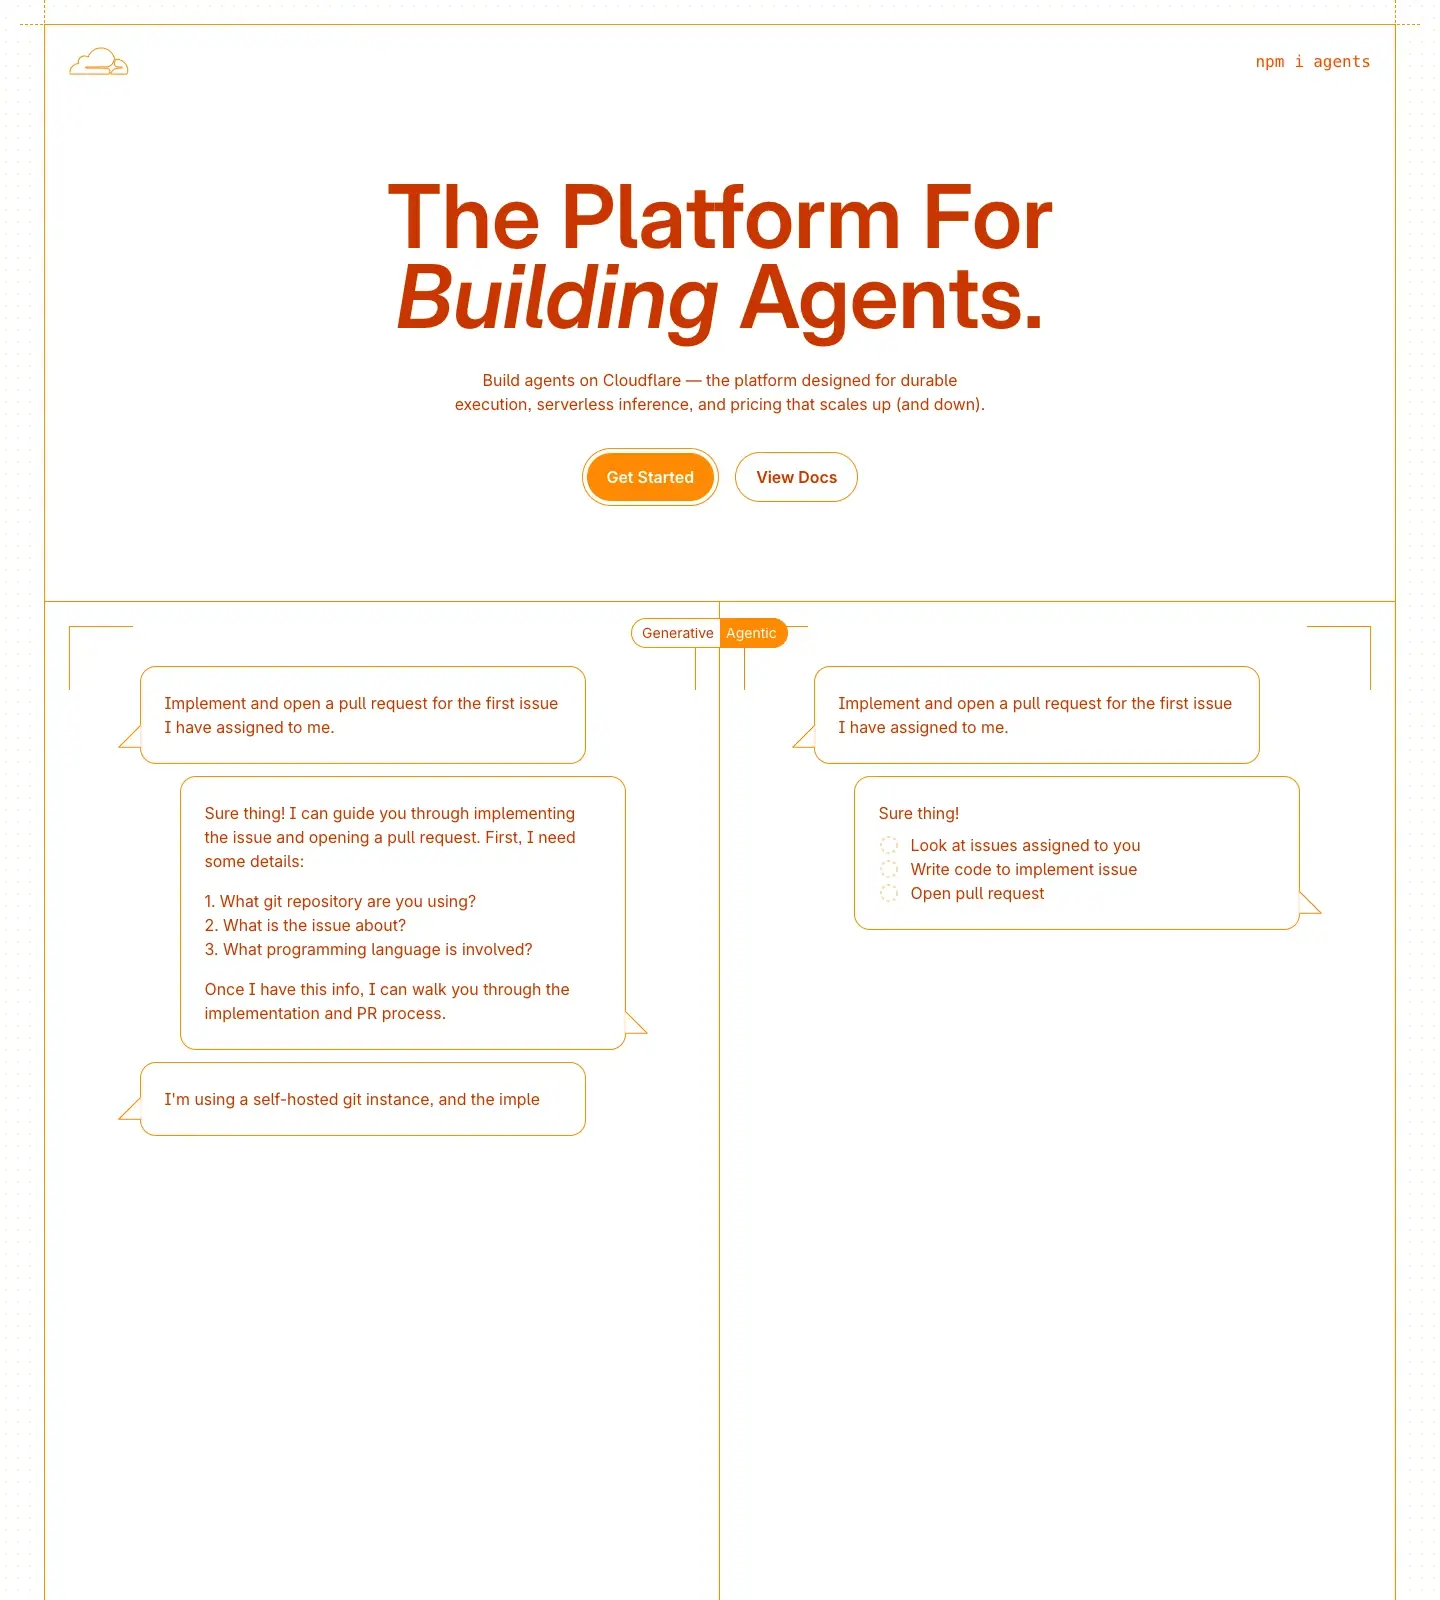 npm i agents
The Platform For
Building Agents.
Build agents on Cloudflare — the platform designed for durable
execution, serverless inference, and pricing that scales up (and down).
Get Started
View Docs
Generative
Agentic
Implement and open a pull request for the first issue
I have assigned to me.
Sure thing! I can guide you through implementing
the issue and opening a pull request. First, I need
some details:
1. What git repository are you using?
2. What is the issue about?
3. What programming language is involved?
Once I have this info, I can walk you through the
implementation and PR process.
I'm using a self-hosted git instance, and the imple
Implement and open a pull request for the first issue
I have assigned to me.
Sure thing!
Look at issues assigned to you
Write code to implement issue
Open pull request